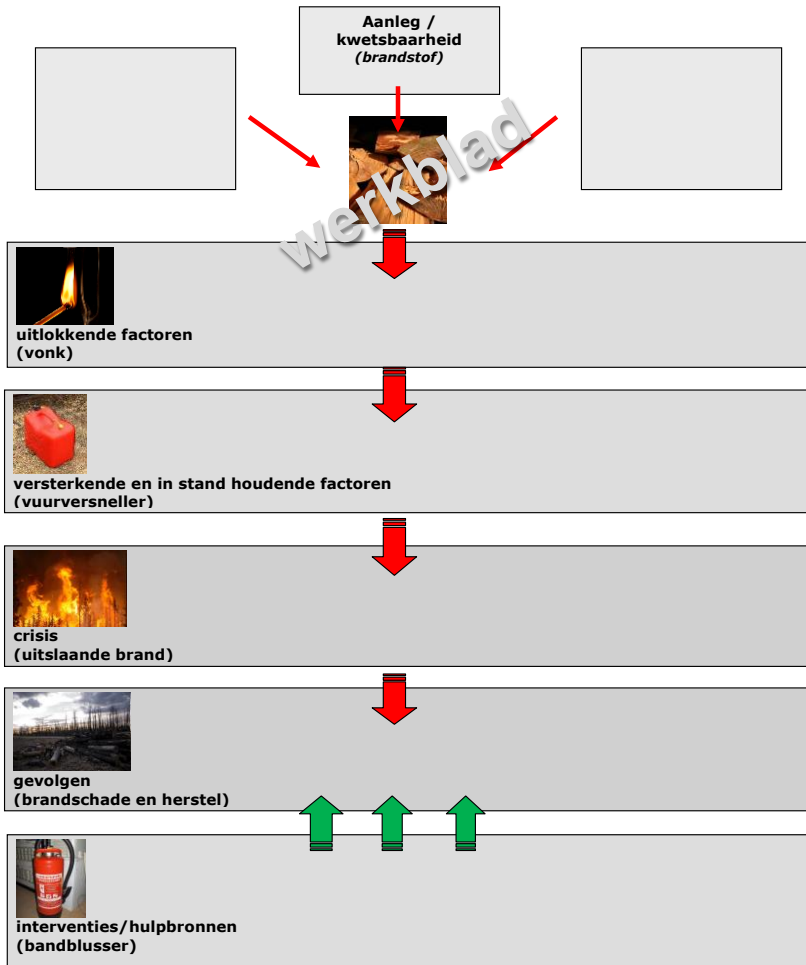 Aanleg /
kwetsbaarheid
(brandstof)
werkblad
uitlokkende factoren
(vonk)
versterkende en in stand houdende factoren
(vuurversneller)
crisis
(uitslaande brand)
gevolgen
(brandschade en herstel)
interventies/hulpbronnen
(bandblusser)